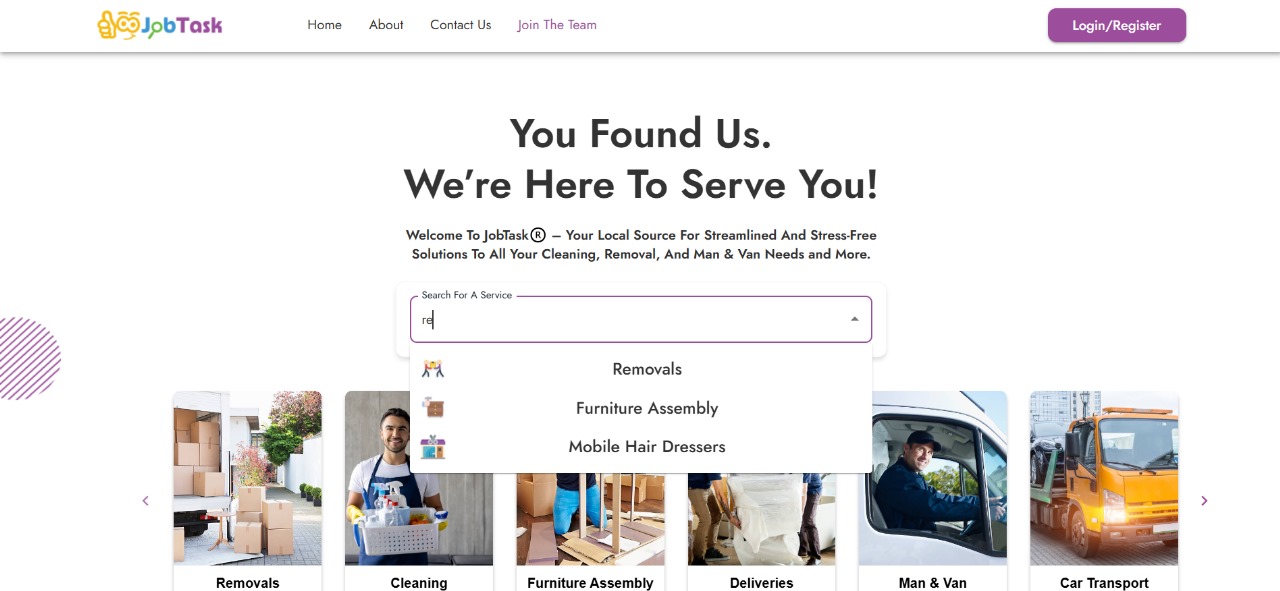 JobTask
Home About Contact Us Join The Team
Login/Register
You Found Us.
We’re Here To Serve You!
Welcome To JobTask® – Your Local Source For Streamlined And Stress-Free
Solutions To All Your Cleaning, Removal, And Man & Van Needs and More.
Search For A Service
re
Removals
Furniture Assembly
Mobile Hair Dressers
Removals Cleaning Furniture Assembly Deliveries Man & Van Car Transport